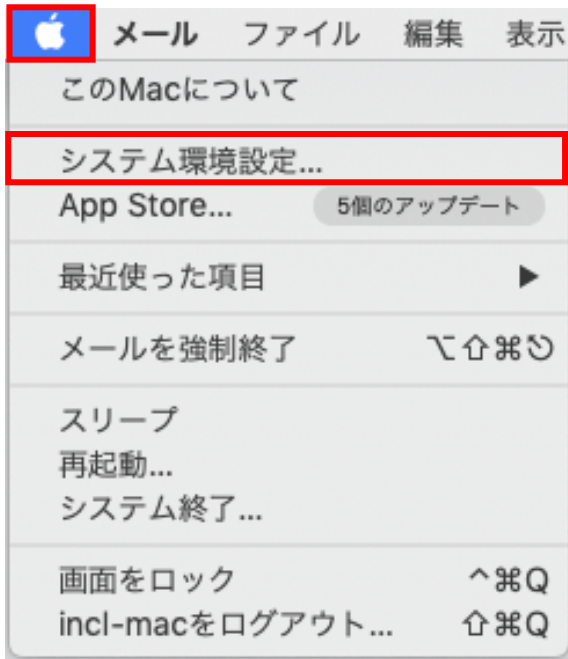 メール ファイル 編集 表示
このMacについて
システム環境設定...
App Store... 5個のアップデート
最近使った項目 ▶
メールを強制終了 ⌥⇧⌘⎋
スリープ
再起動...
システム終了...
画面をロック ^⌘Q
incl-macをログアウト... ⇧⌘Q